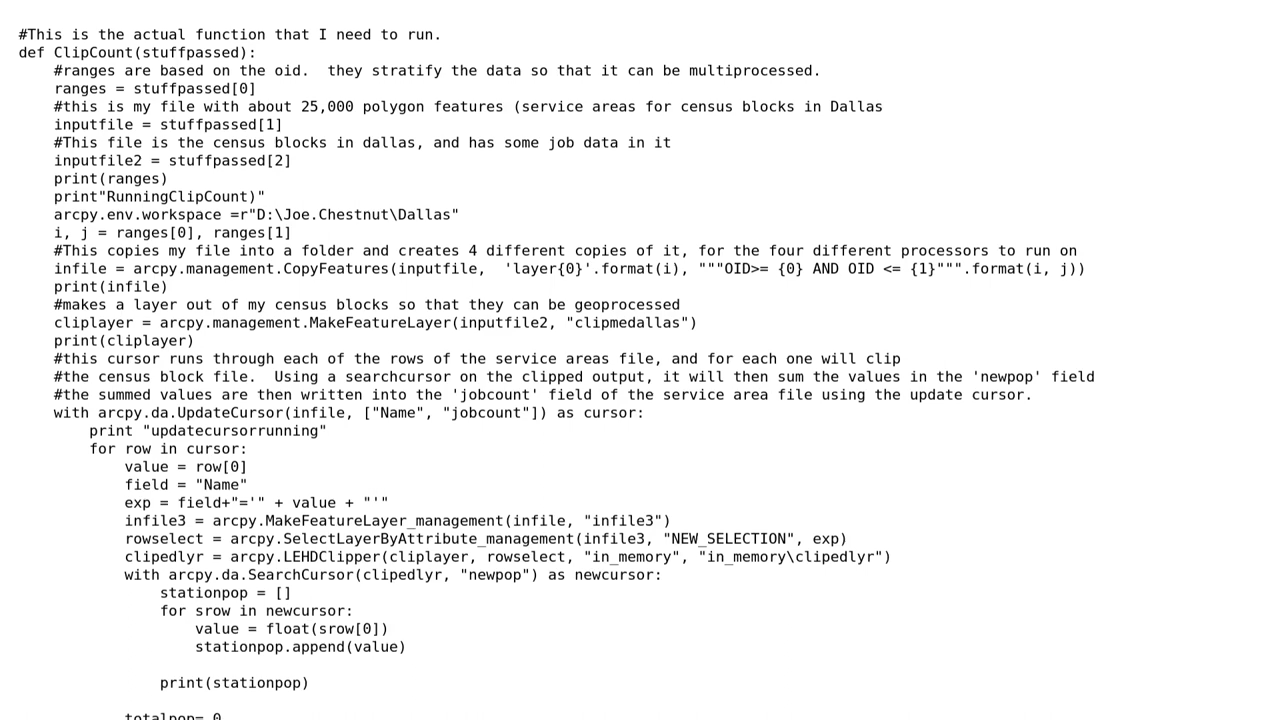 #This is the actual function that I need to run.
def ClipCount(stuffpassed):
    #ranges are based on the oid.  they stratify the data so that it can be multiprocessed.
    ranges = stuffpassed[0]
    #this is my file with about 25,000 polygon features (service areas for census blocks in Dallas
    inputfile = stuffpassed[1]
    #This file is the census blocks in dallas, and has some job data in it
    inputfile2 = stuffpassed[2]
    print(ranges)
    print"RunningClipCount)"
    arcpy.env.workspace =r"D:\Joe.Chestnut\Dallas"
    i, j = ranges[0], ranges[1]
    #This copies my file into a folder and creates 4 different copies of it, for the four different processors to run on
    infile = arcpy.management.CopyFeatures(inputfile,  'layer{0}'.format(i), """OID>= {0} AND OID <= {1}""".format(i, j))
    print(infile)
    #makes a layer out of my census blocks so that they can be geoprocessed
    cliplayer = arcpy.management.MakeFeatureLayer(inputfile2, "clipmedallas")
    print(cliplayer)
    #this cursor runs through each of the rows of the service areas file, and for each one will clip
    #the census block file.  Using a searchcursor on the clipped output, it will then sum the values in the 'newpop' field
    #the summed values are then written into the 'jobcount' field of the service area file using the update cursor.
    with arcpy.da.UpdateCursor(infile, ["Name", "jobcount"]) as cursor:
        print "updatecursorrunning"
        for row in cursor:
            value = row[0]
            field = "Name"
            exp = field+"='" + value + "'"
            infile3 = arcpy.MakeFeatureLayer_management(infile, "infile3")
            rowselect = arcpy.SelectLayerByAttribute_management(infile3, "NEW_SELECTION", exp)
            clipedlyr = arcpy.LEHDClipper(cliplayer, rowselect, "in_memory", "in_memory\clipedlyr")
            with arcpy.da.SearchCursor(clipedlyr, "newpop") as newcursor:
                stationpop = []
                for srow in newcursor:
                    value = float(srow[0])
                    stationpop.append(value)

                print(stationpop)

            totalpop= 0